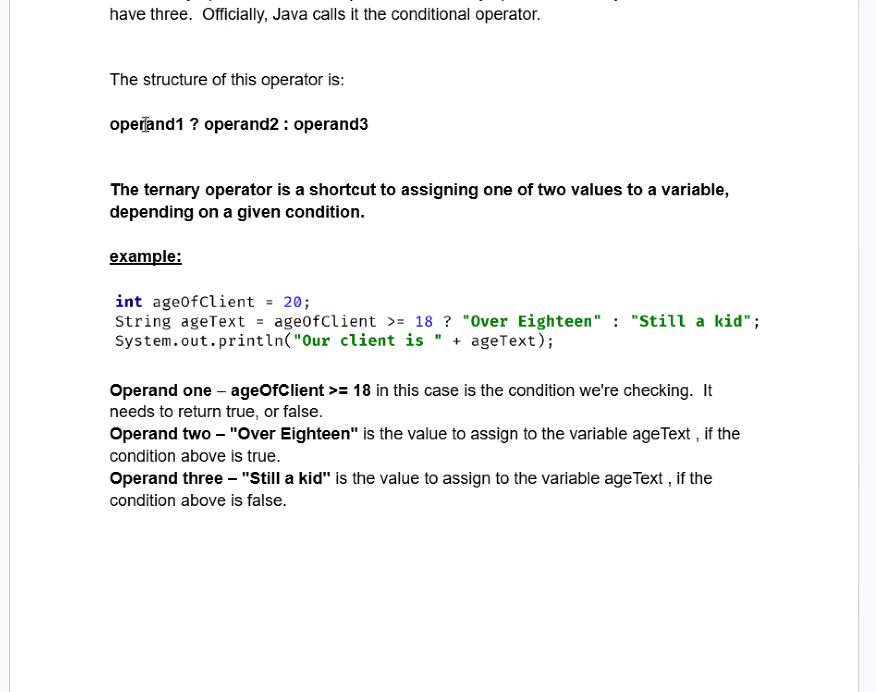 have three.  Officially, Java calls it the conditional operator.
The structure of this operator is:
operand1 ? operand2 : operand3
The ternary operator is a shortcut to assigning one of two values to a variable,
depending on a given condition.
example:
int ageOfClient = 20;
String ageText = ageOfClient >= 18 ? "Over Eighteen" : "Still a kid";
System.out.println("Our client is " + ageText);
Operand one – ageOfClient >= 18 in this case is the condition we're checking.  It
needs to return true, or false.
Operand two – "Over Eighteen" is the value to assign to the variable ageText , if the
condition above is true.
Operand three – "Still a kid" is the value to assign to the variable ageText , if the
condition above is false.